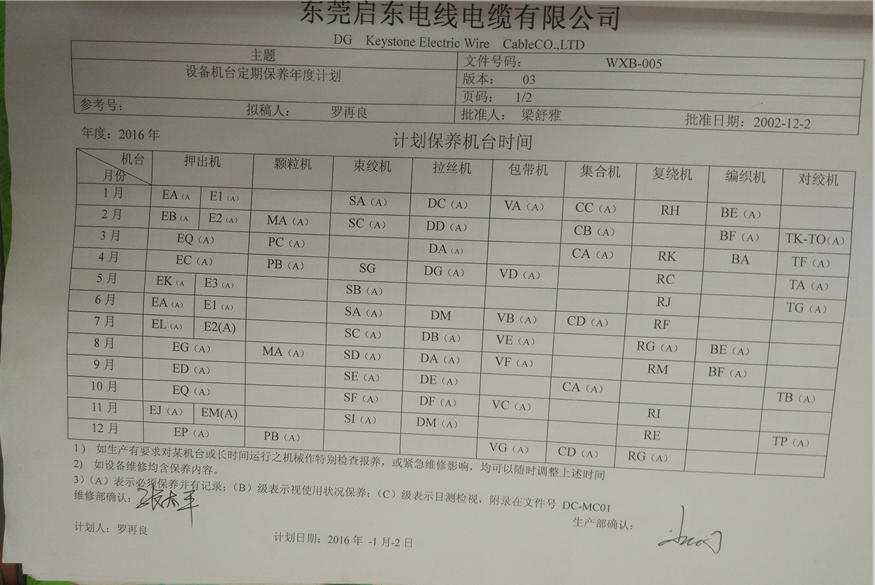 东莞启东电线电缆有限公司
DG Keystone Electric Wire CableCO.,LTD
主题 文件号码: WXB-005
设备机台定期保养年度计划 版本: 03
页码: 1/2
参考号: 拟稿人: 罗再良 批准人: 梁舒雅 批准日期: 2002-12-2
年度: 2016 年 计划保养机台时间
机台 月份 押出机 颗粒机 束绞机 拉丝机 包带机 集合机 复绕机 编织机 对绞机
1 月 EA (A E1 (A) SA (A) DC (A) VA (A) CC (A) RH BE (A)
2 月 EB (A E2 (A) MA (A) SC (A) DD (A) CB (A) BF (A) TK-TO(A)
3 月 EQ (A) PC (A) DA (A) CA (A) RK BA TF (A)
4 月 EC (A) PB (A) SG DG (A) VD (A) RC TA (A)
5 月 EK (A E3 (A) SB (A) RJ TG (A)
6 月 EA (A) E1 (A) SA (A) DM VB (A) CD (A) RF
7 月 EL (A) E2(A) SC (A) DB (A) VE (A) RG (A) BE (A)
8 月 EG (A) MA (A) SD (A) DA (A) VF (A) RM BF (A)
9 月 ED (A) SE (A) DE (A) CA (A) TB (A)
10 月 EQ (A) SF (A) DF (A) VC (A) RI
11 月 EJ (A) EM(A) SI (A) DM (A) RE TP (A)
12 月 EP (A) PB (A) VG (A) CD (A) RG (A)
1) 如生产有要求对某机台或长时间运行之机械作特别检查报养,或紧急维修影响,均可以随时调整上述时间
2) 如设备维修均含保养内容。
3)(A)表示必须保养并有记录;(B)级表示视使用状况保养;(C)级表示目测检视,附录在文件号 DC-MC01
维修部确认: 生产部确认:
计划人: 罗再良 计划日期: 2016 年 -1 月-2 日